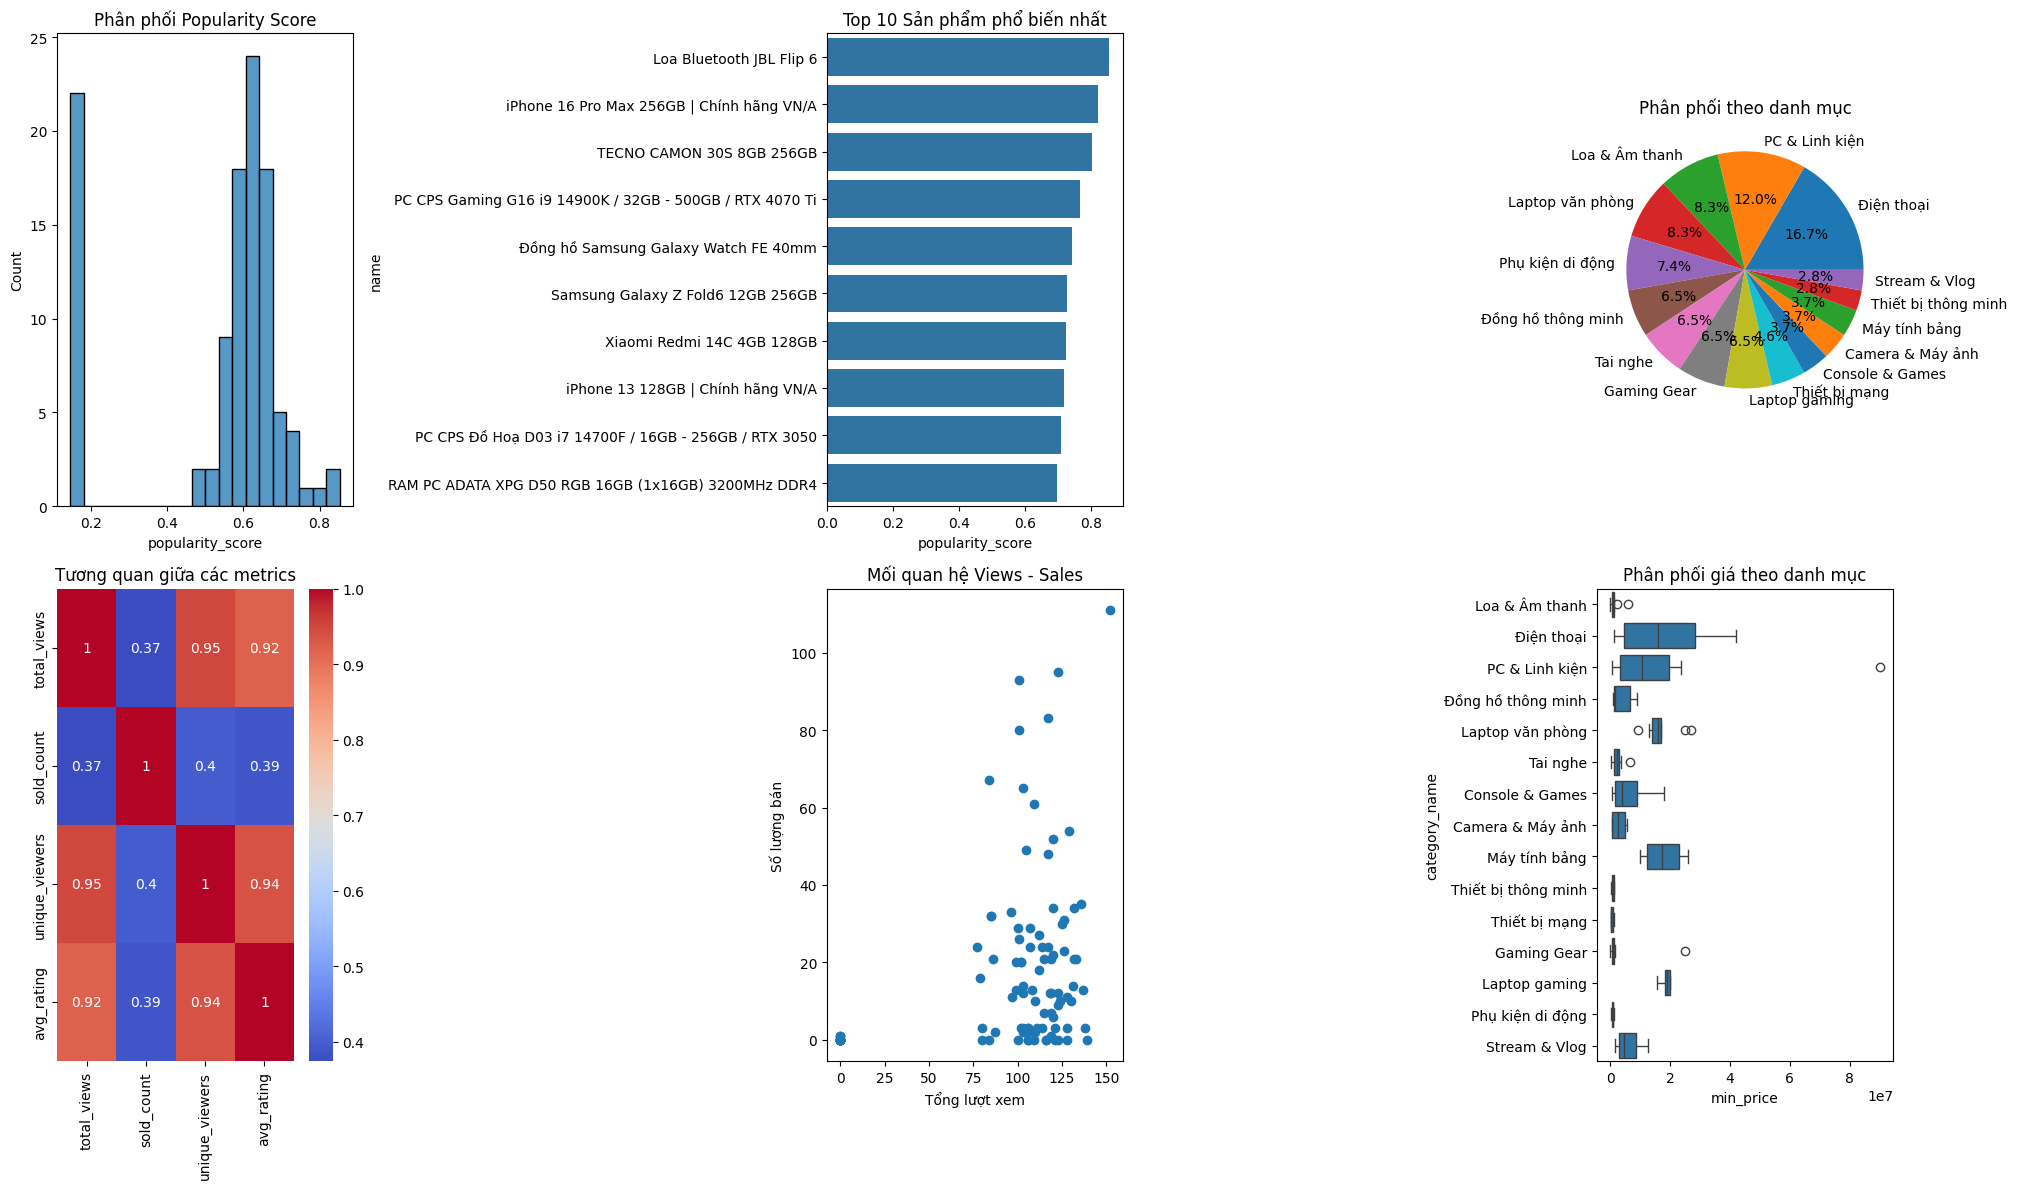 Phân phối Popularity Score
25
20
15
10
5
0
Count
0.2
0.4
0.6
0.8
popularity_score
Top 10 Sản phẩm phổ biến nhất
name
Loa Bluetooth JBL Flip 6
iPhone 16 Pro Max 256GB | Chính hãng VN/A
TECNO CAMON 30S 8GB 256GB
PC CPS Gaming G16 i9 14900K / 32GB - 500GB / RTX 4070 Ti
Đồng hồ Samsung Galaxy Watch FE 40mm
Samsung Galaxy Z Fold6 12GB 256GB
Xiaomi Redmi 14C 4GB 128GB
iPhone 13 128GB | Chính hãng VN/A
PC CPS Đồ Hoạ D03 i7 14700F / 16GB - 256GB / RTX 3050
RAM PC ADATA XPG D50 RGB 16GB (1x16GB) 3200MHz DDR4
0.0
0.2
0.4
0.6
0.8
popularity_score
Phân phối theo danh mục
Điện thoại
16.7%
PC & Linh kiện
12.0%
Loa & Âm thanh
8.3%
Laptop văn phòng
8.3%
Phụ kiện di động
7.4%
Đồng hồ thông minh
6.5%
Tai nghe
6.5%
Gaming Gear
6.5%
Laptop gaming
6.5%
Thiết bị mạng
4.6%
Console & Games
3.7%
Camera & Máy ảnh
3.7%
Máy tính bảng
3.7%
Thiết bị thông minh
2.8%
Stream & Vlog
2.8%
Tương quan giữa các metrics
total_views
sold_count
unique_viewers
avg_rating
1 0.37 0.95 0.92
0.37 1 0.4 0.39
0.95 0.4 1 0.94
0.92 0.39 0.94 1
total_views
sold_count
unique_viewers
avg_rating
1.0
0.9
0.8
0.7
0.6
0.5
0.4
Mối quan hệ Views - Sales
Số lượng bán
100
80
60
40
20
0
0
25
50
75
100
125
150
Tổng lượt xem
Phân phối giá theo danh mục
category_name
Loa & Âm thanh
Điện thoại
PC & Linh kiện
Đồng hồ thông minh
Laptop văn phòng
Tai nghe
Console & Games
Camera & Máy ảnh
Máy tính bảng
Thiết bị thông minh
Thiết bị mạng
Gaming Gear
Laptop gaming
Phụ kiện di động
Stream & Vlog
0
2
4
6
8
min_price
1e7